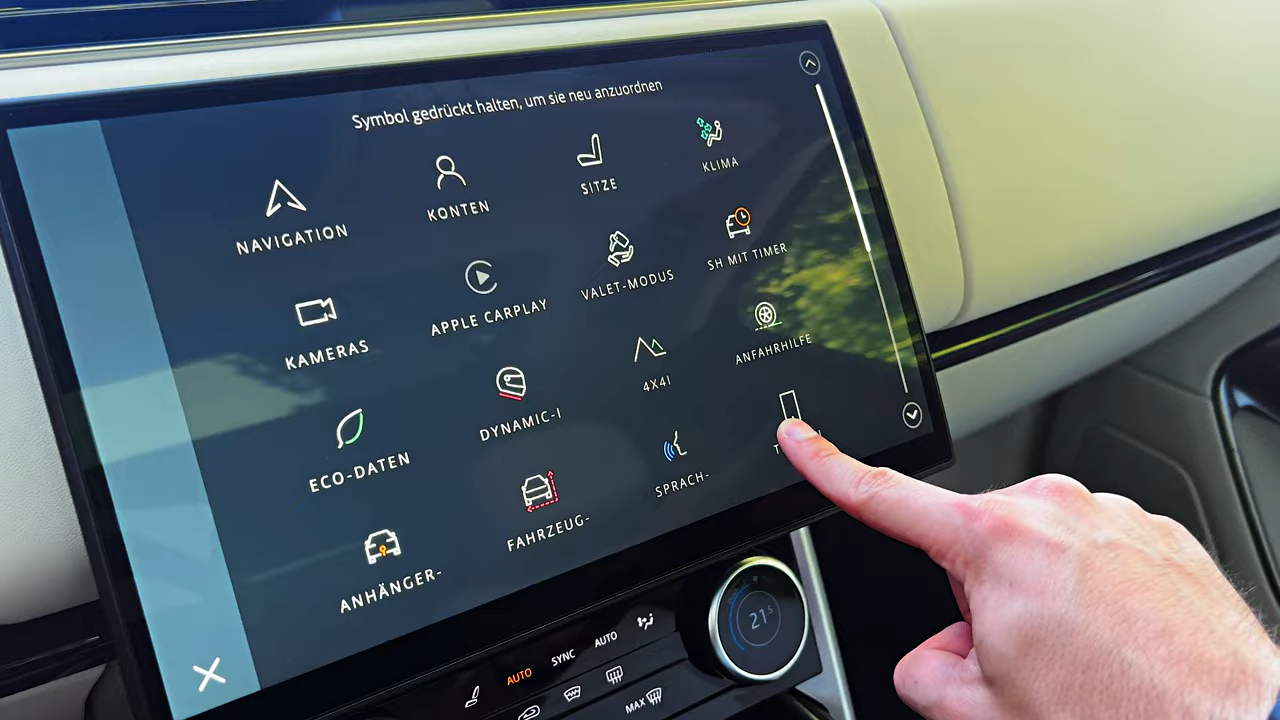 Symbol gedrückt halten, um sie neu anzuordnen
NAVIGATION
KONTEN
SITZE
KLIMA
KAMERAS
APPLE CARPLAY
VALET-MODUS
SH MIT TIMER
ECO-DATEN
DYNAMIC-I
4X4I
ANFAHRHILFE
ANHÄNGER-
FAHRZEUG-
SPRACH-
AUTO
SYNC
AUTO
21.5
MAX